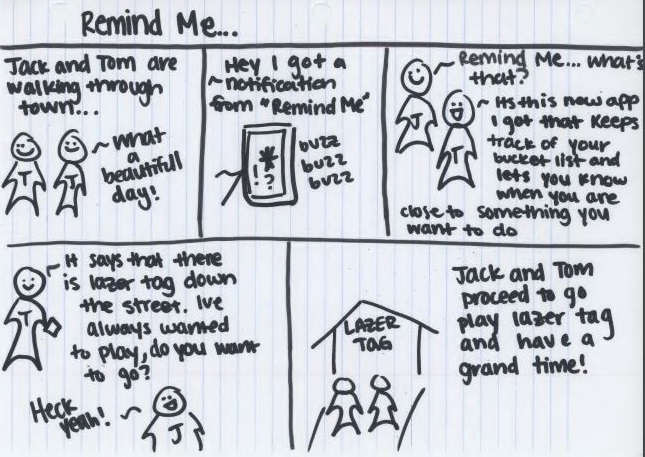 Remind Me...
Jack and Tom are
walking through
town...
J
T
What
a
beautifull
day!
Hey I got a
notification
from "Remind Me"
* ! ?
buzz
buzz
buzz
Remind Me... what's
that?
Its this new app
I got that keeps
track of your
bucket list and
lets you know
when you are
close to something you
want to do
J
T
It says that there
is lazer tag down
the street. Ive
always wanted
to play, do you want
to go?
T
Heck
yeah!
J
LAZER
TAG
Jack and Tom
proceed to go
play lazer tag
and have a
grand time!